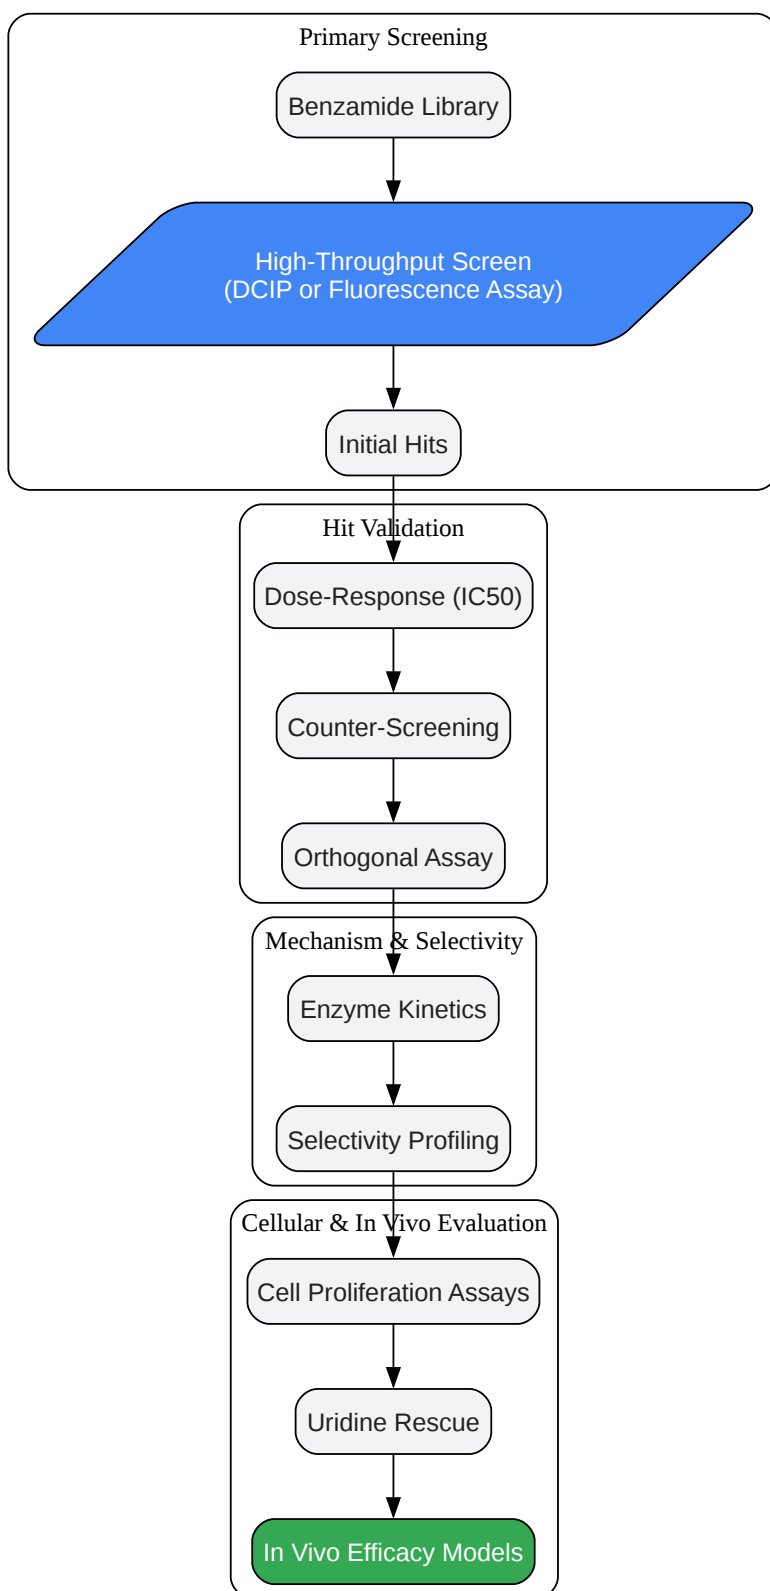 Primary Screening
Benzamide Library
High-Throughput Screen
(DCIP or Fluorescence Assay)
Initial Hits
Hit Validation
Dose-Response (IC50)
Counter-Screening
Orthogonal Assay
Mechanism & Selectivity
Enzyme Kinetics
Selectivity Profiling
Cellular & In Vivo Evaluation
Cell Proliferation Assays
Uridine Rescue
In Vivo Efficacy Models